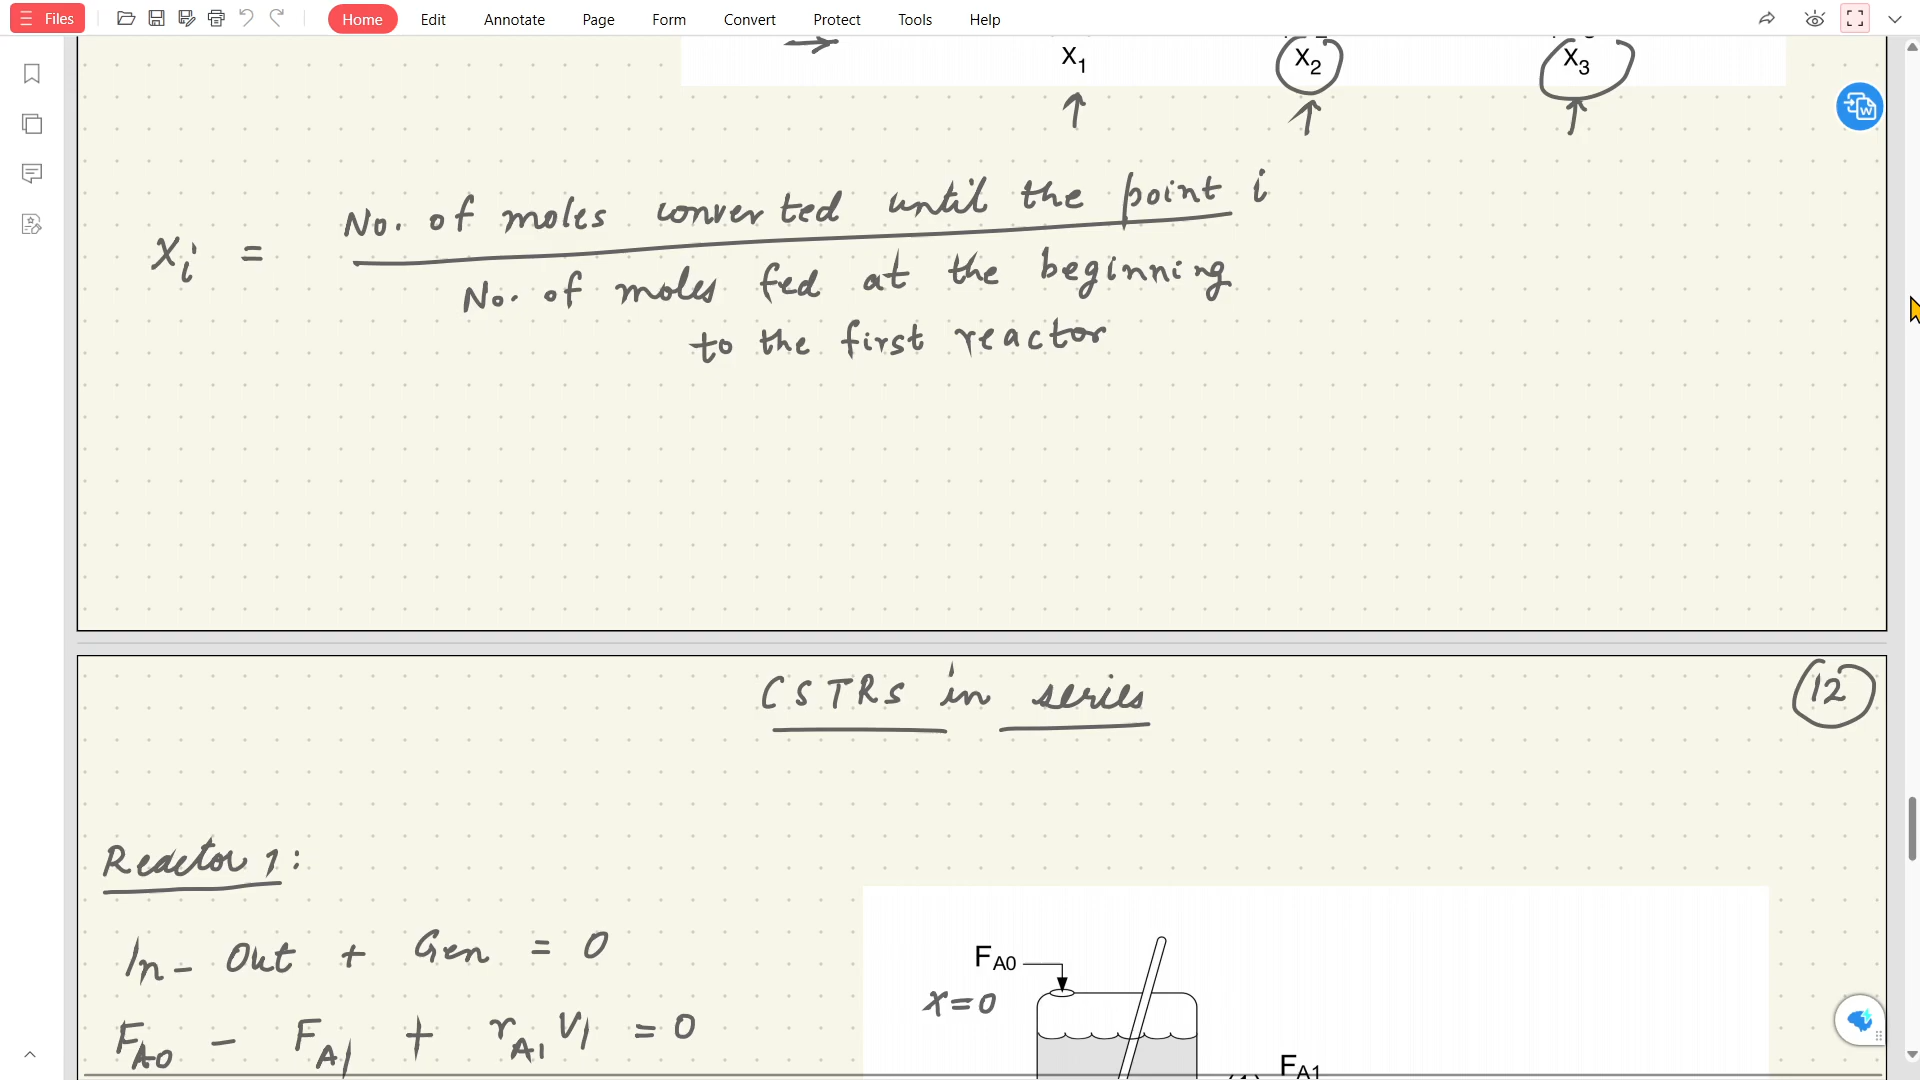 Files Home Edit Annotate Page Form Convert Protect Tools Help
X1 X2 X3
Xi = No. of moles converted until the point i
No. of moles fed at the beginning
to the first reactor
CSTRs in series 12
Reactor 1:
In - Out + Gen = 0
FA0
X=0
FA0 - FA1 + rA1 V1 = 0
FA1